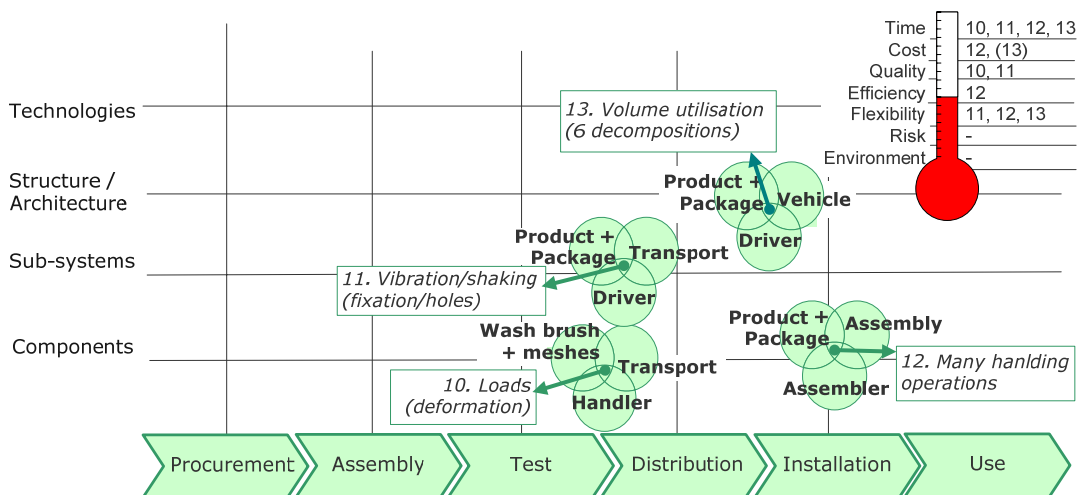 Time 10, 11, 12, 13
Cost 12, (13)
Quality 10, 11
Efficiency 12
Flexibility 11, 12, 13
Risk -
Environment -
Technologies
13. Volume utilisation
(6 decompositions)
Structure /
Architecture
Product +
Package
Vehicle
Driver
Sub-systems
Product +
Package
Transport
Driver
11. Vibration/shaking
(fixation/holes)
Components
Wash brush
+ meshes
Transport
Handler
10. Loads
(deformation)
Product +
Package
Assembly
Assembler
12. Many hanlding
operations
Procurement
Assembly
Test
Distribution
Installation
Use